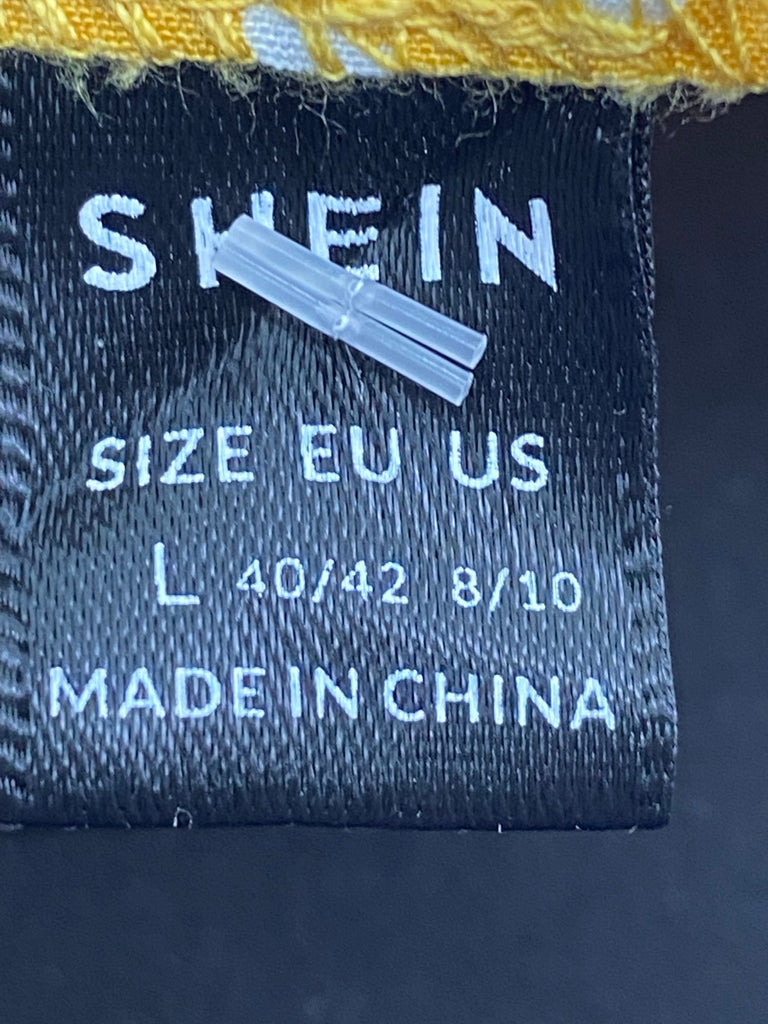 SHEIN
SIZE EU US
L 40/42 8/10
MADE IN CHINA